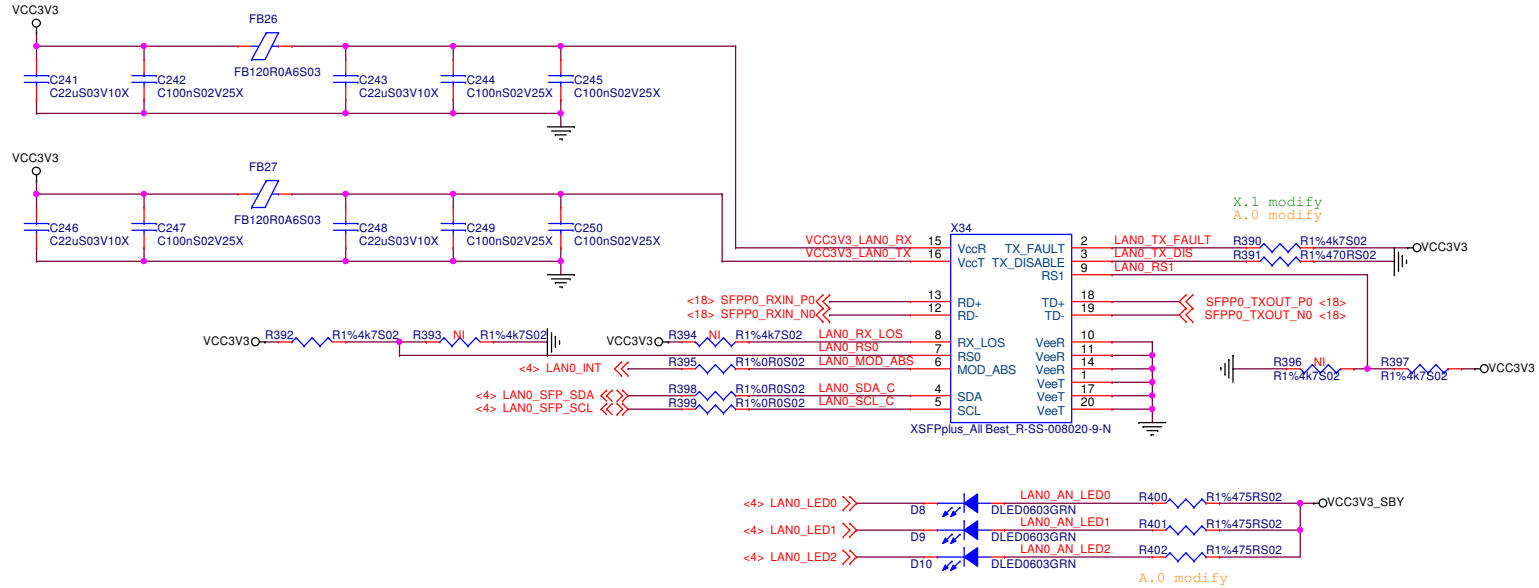 VCC3V3
FB26
FB120R0A6S03
C241
C22uS03V10X
C242
C100nS02V25X
C243
C22uS03V10X
C244
C100nS02V25X
C245
C100nS02V25X
VCC3V3
FB27
FB120R0A6S03
C246
C22uS03V10X
C247
C100nS02V25X
C248
C22uS03V10X
C249
C100nS02V25X
C250
C100nS02V25X
X.1 modify
A.0 modify
X34
VCC3V3_LAN0_RX 15 VccR TX_FAULT 2 LAN0_TX_FAULT R390 R1%4k7S02 VCC3V3
VCC3V3_LAN0_TX 16 VccT TX_DISABLE 3 LAN0_TX_DIS R391 R1%470RS02
RS1 9 LAN0_RS1
<18> SFPP0_RXIN_P0 13 RD+ TD+ 18 SFPP0_TXOUT_P0 <18>
<18> SFPP0_RXIN_N0 12 RD- TD- 19 SFPP0_TXOUT_N0 <18>
VCC3V3 R392 R1%4k7S02 R393 NI R1%4k7S02 VCC3V3 R394 NI R1%4k7S02 LAN0_RX_LOS 8 RX_LOS VeeR 10
LAN0_RS0 7 RS0 VeeR 11
<4> LAN0_INT R395 R1%0R0S02 LAN0_MOD_ABS 6 MOD_ABS VeeR 14
R396 NI R1%4k7S02 R397 R1%4k7S02 VCC3V3
VeeT 1
<4> LAN0_SFP_SDA R398 R1%0R0S02 LAN0_SDA_C 4 SDA VeeT 17
<4> LAN0_SFP_SCL R399 R1%0R0S02 LAN0_SCL_C 5 SCL VeeT 20
XSFPplus_All Best_R-SS-008020-9-N
<4> LAN0_LED0 D8 DLED0603GRN LAN0_AN_LED0 R400 R1%475RS02 VCC3V3_SBY
<4> LAN0_LED1 D9 DLED0603GRN LAN0_AN_LED1 R401 R1%475RS02
<4> LAN0_LED2 D10 DLED0603GRN LAN0_AN_LED2 R402 R1%475RS02
A.0 modify